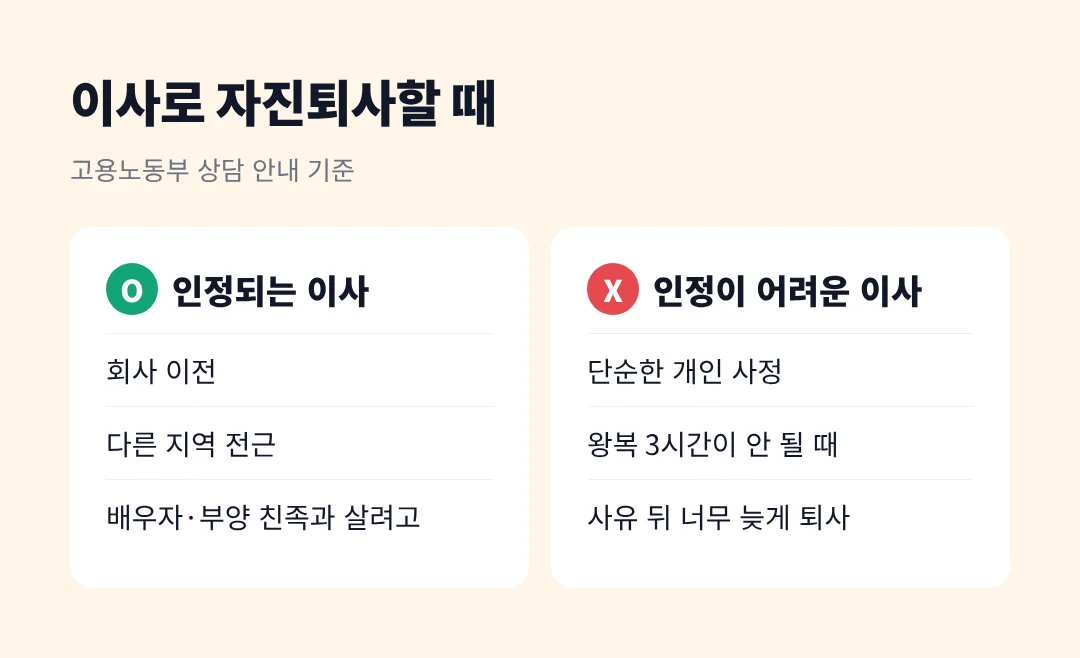 이사로 자진퇴사할 때
고용노동부 상담 안내 기준
O 인정되는 이사
회사 이전
다른 지역 전근
배우자·부양 친족과 살려고
X 인정이 어려운 이사
단순한 개인 사정
왕복 3시간이 안 될 때
사유 뒤 너무 늦게 퇴사